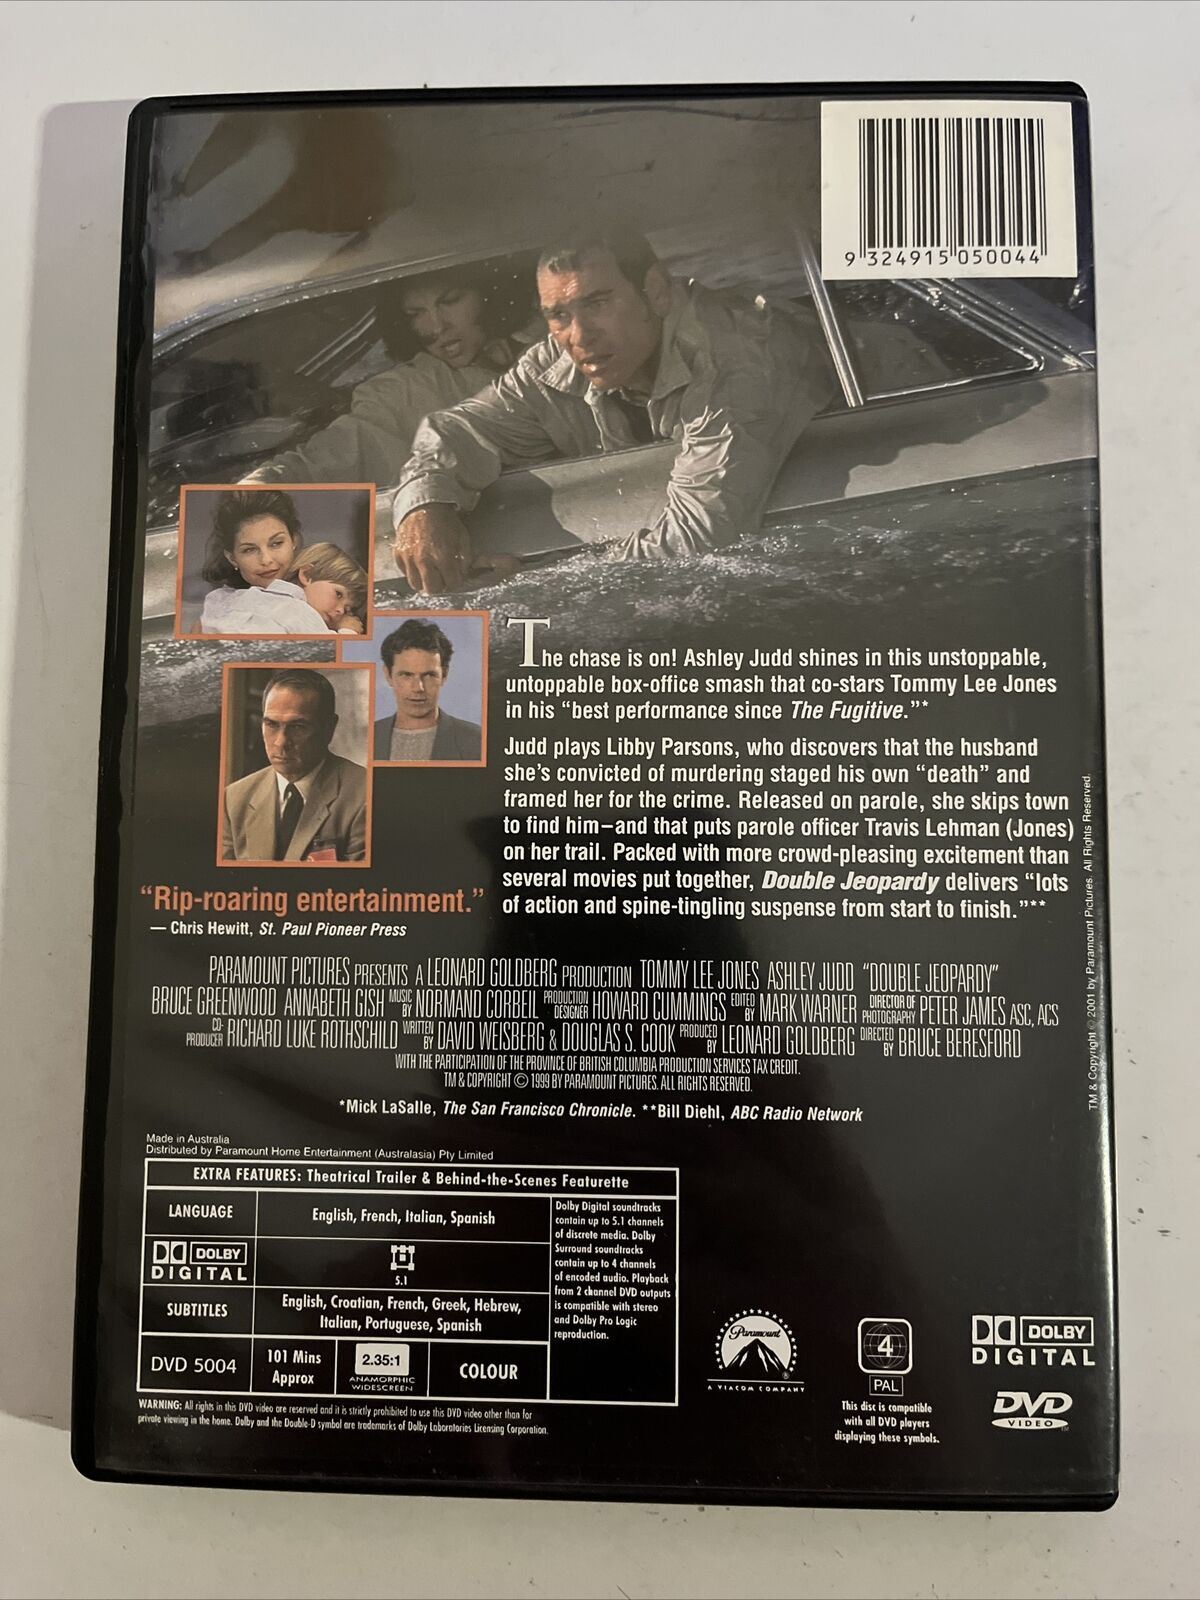 9 324915 050044
The chase is on! Ashley Judd shines in this unstoppable,
untoppable box-office smash that co-stars Tommy Lee Jones
in his “best performance since The Fugitive.”*
Judd plays Libby Parsons, who discovers that the husband
she’s convicted of murdering staged his own “death” and
framed her for the crime. Released on parole, she skips town
to find him–and that puts parole officer Travis Lehman (Jones)
on her trail. Packed with more crowd-pleasing excitement than
several movies put together, Double Jeopardy delivers “lots
of action and spine-tingling suspense from start to finish.”**
“Rip-roaring entertainment.”
— Chris Hewitt, St. Paul Pioneer Press
PARAMOUNT PICTURES PRESENTS A LEONARD GOLDBERG PRODUCTION TOMMY LEE JONES ASHLEY JUDD “DOUBLE JEOPARDY”
BRUCE GREENWOOD ANNABETH GISH MUSIC BY NORMAND CORBEIL PRODUCTION DESIGNER HOWARD CUMMINGS EDITED BY MARK WARNER DIRECTOR OF PHOTOGRAPHY PETER JAMES ASC, ACS
CO-PRODUCER RICHARD LUKE ROTHSCHILD WRITTEN BY DAVID WEISBERG & DOUGLAS S. COOK PRODUCED BY LEONARD GOLDBERG DIRECTED BY BRUCE BERESFORD
WITH THE PARTICIPATION OF THE PROVINCE OF BRITISH COLUMBIA PRODUCTION SERVICES TAX CREDIT.
TM & COPYRIGHT © 1999 BY PARAMOUNT PICTURES. ALL RIGHTS RESERVED.
*Mick LaSalle, The San Francisco Chronicle. **Bill Diehl, ABC Radio Network
TM & Copyright © 2001 by Paramount Pictures. All Rights Reserved.
Made in Australia
Distributed by Paramount Home Entertainment (Australasia) Pty Limited
EXTRA FEATURES: Theatrical Trailer & Behind-the-Scenes Featurette
LANGUAGE
English, French, Italian, Spanish
DOLBY
DIGITAL
5.1
SUBTITLES
English, Croatian, French, Greek, Hebrew,
Italian, Portuguese, Spanish
DVD 5004
101 Mins
Approx
2.35:1
ANAMORPHIC
WIDESCREEN
COLOUR
Dolby Digital soundtracks
contain up to 5.1 channels
of discrete media. Dolby
Surround soundtracks
contain up to 4 channels
of encoded audio. Playback
from 2 channel DVD outputs
is compatible with stereo
and Dolby Pro Logic
reproduction.
WARNING: All rights in this DVD video are reserved and it is strictly prohibited to use this DVD video other than for
private viewing in the home. Dolby and the Double-D symbol are trademarks of Dolby Laboratories Licensing Corporation.
Paramount
®
A VIACOM COMPANY
4
PAL
This disc is compatible
with all DVD players
displaying these symbols.
DOLBY
DIGITAL
DVD
VIDEO
TM